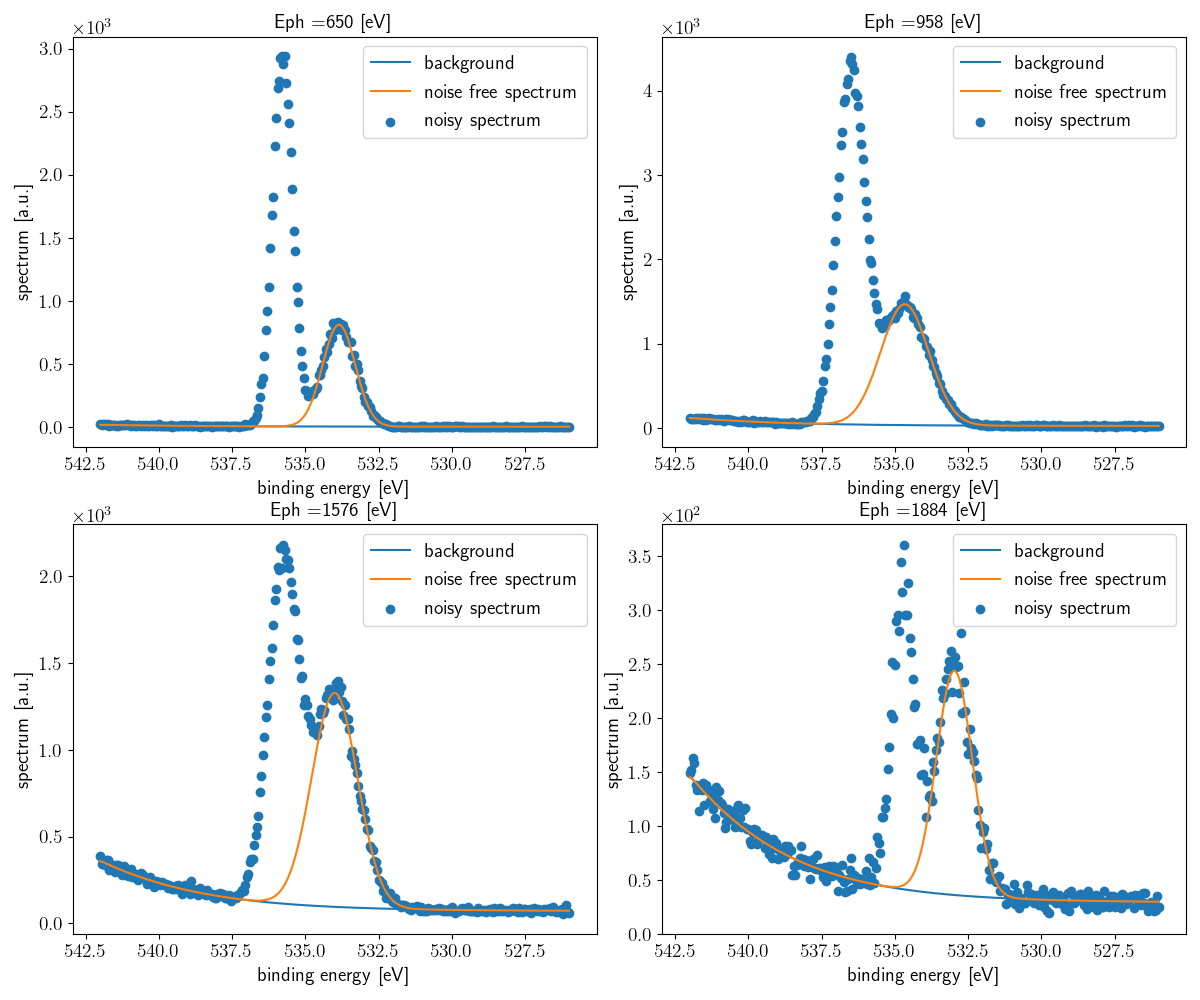 Eph =650 [eV]
×10³
3.0
2.5
2.0
1.5
1.0
0.5
0.0
spectrum [a.u.]
background
noise free spectrum
noisy spectrum
542.5 540.0 537.5 535.0 532.5 530.0 527.5
binding energy [eV]
Eph =958 [eV]
×10³
4
3
2
1
0
spectrum [a.u.]
background
noise free spectrum
noisy spectrum
542.5 540.0 537.5 535.0 532.5 530.0 527.5
binding energy [eV]
Eph =1576 [eV]
×10³
2.0
1.5
1.0
0.5
0.0
spectrum [a.u.]
background
noise free spectrum
noisy spectrum
542.5 540.0 537.5 535.0 532.5 530.0 527.5
binding energy [eV]
Eph =1884 [eV]
×10²
3.5
3.0
2.5
2.0
1.5
1.0
0.5
0.0
spectrum [a.u.]
background
noise free spectrum
noisy spectrum
542.5 540.0 537.5 535.0 532.5 530.0 527.5
binding energy [eV]